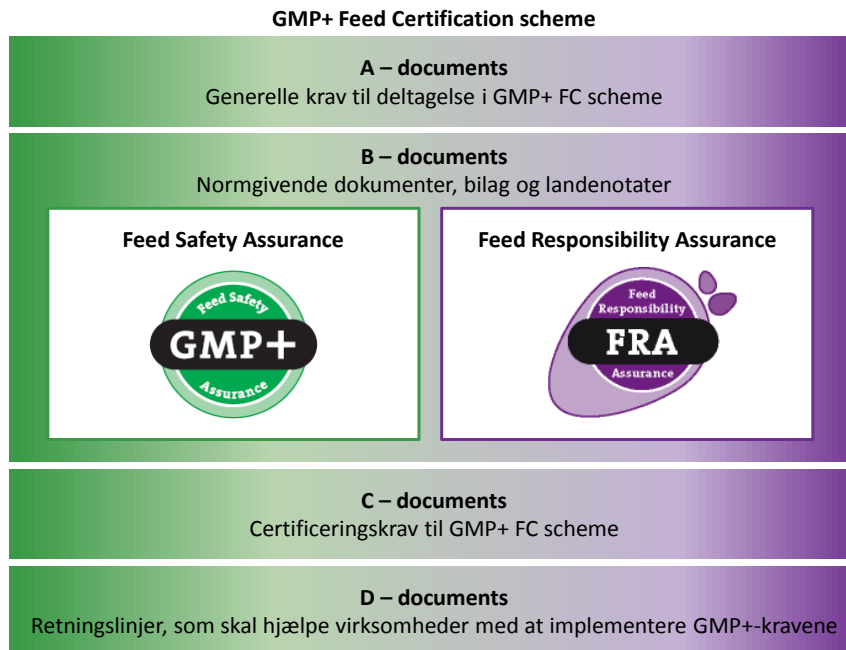 GMP+ Feed Certification scheme
A – documents
Generelle krav til deltagelse i GMP+ FC scheme
B – documents
Normgivende dokumenter, bilag og landenotater
Feed Safety Assurance
Feed Safety
GMP+
Assurance
Feed Responsibility Assurance
Feed
Responsibility
FRA
Assurance
C – documents
Certificeringskrav til GMP+ FC scheme
D – documents
Retningslinjer, som skal hjælpe virksomheder med at implementere GMP+-kravene